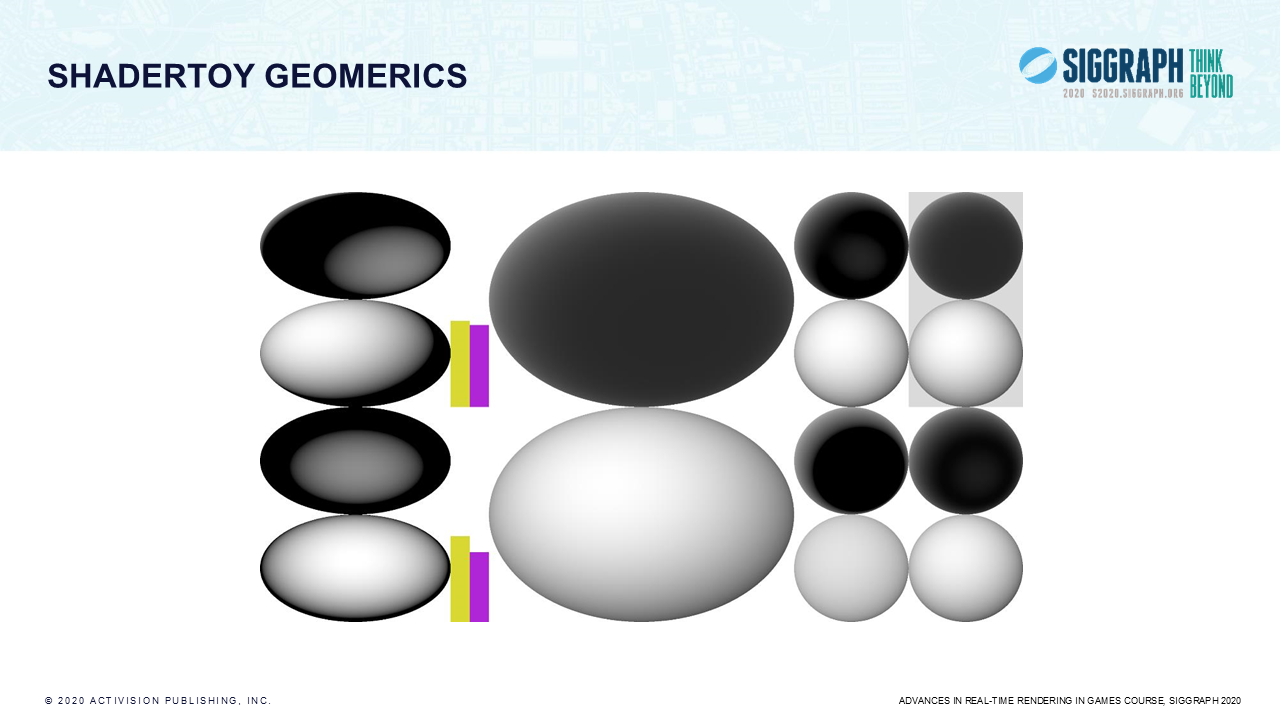 SHADERTOY GEOMERICS
SIGGRAPH
THINK
BEYOND
2020 S2020.SIGGRAPH.ORG
© 2020 ACTIVISION PUBLISHING, INC.
ADVANCES IN REAL-TIME RENDERING IN GAMES COURSE, SIGGRAPH 2020